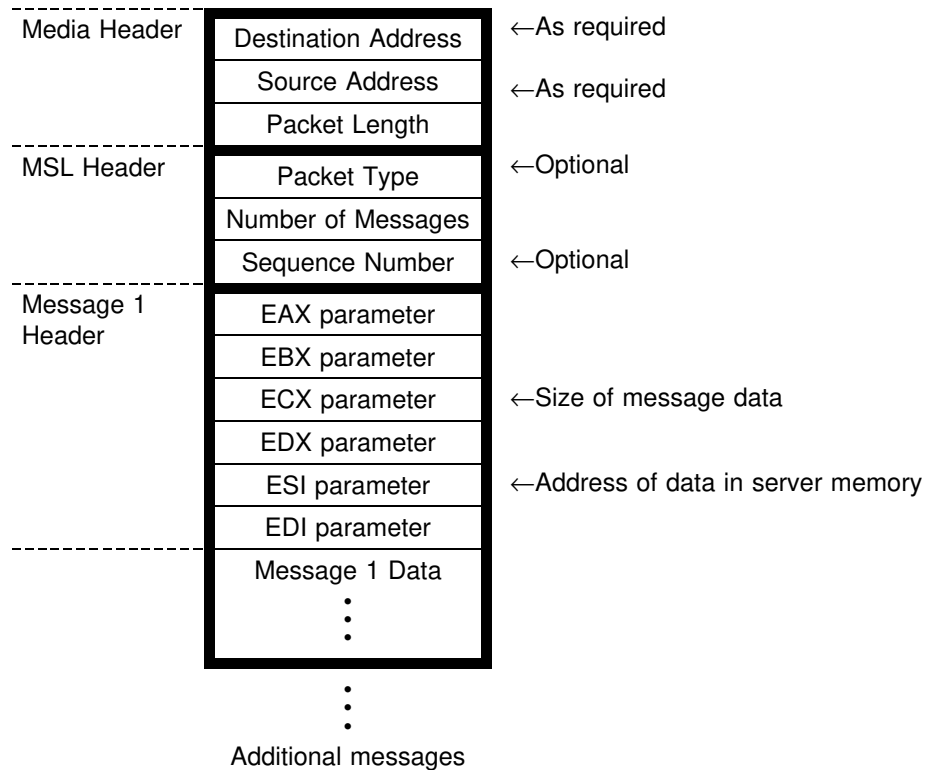 Media Header
Destination Address
←As required
Source Address
←As required
Packet Length
MSL Header
Packet Type
←Optional
Number of Messages
Sequence Number
←Optional
Message 1
Header
EAX parameter
EBX parameter
ECX parameter
←Size of message data
EDX parameter
ESI parameter
←Address of data in server memory
EDI parameter
Message 1 Data
Additional messages